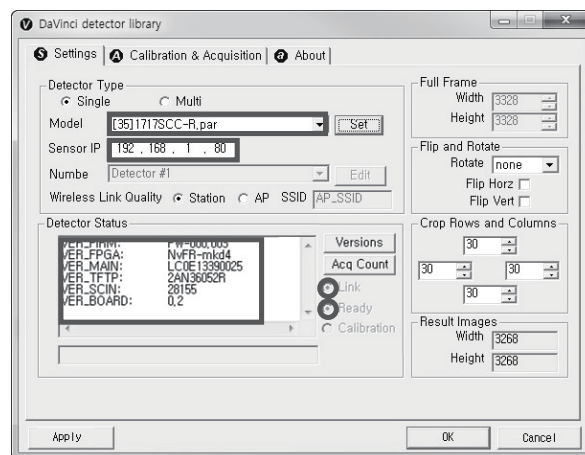 DaVinci detector library
Settings Calibration & Acquisition About
Detector Type
Single Multi
Model [35]1717SCC-R,par Set
Sensor IP 192 . 168 . 1 . 80
Numbe Detector #1 Edit
Wireless Link Quality Station AP SSID AP_SSID
Detector Status
VER_FIRM: FW-000,005
VER_FPGA: NvFR-mkd4
VER_MAIN: LC0E13390025
VER_TFTP: 2AN36052R
VER_SCIN: 28155
VER_BOARD: 0,2
Versions
Acq Count
Link
Ready
Calibration
Full Frame
Width 3328
Height 3328
Flip and Rotate
Rotate none
Flip Horz
Flip Vert
Crop Rows and Columns
30
30 30
30
Result Images
Width 3268
Height 3268
Apply OK Cancel